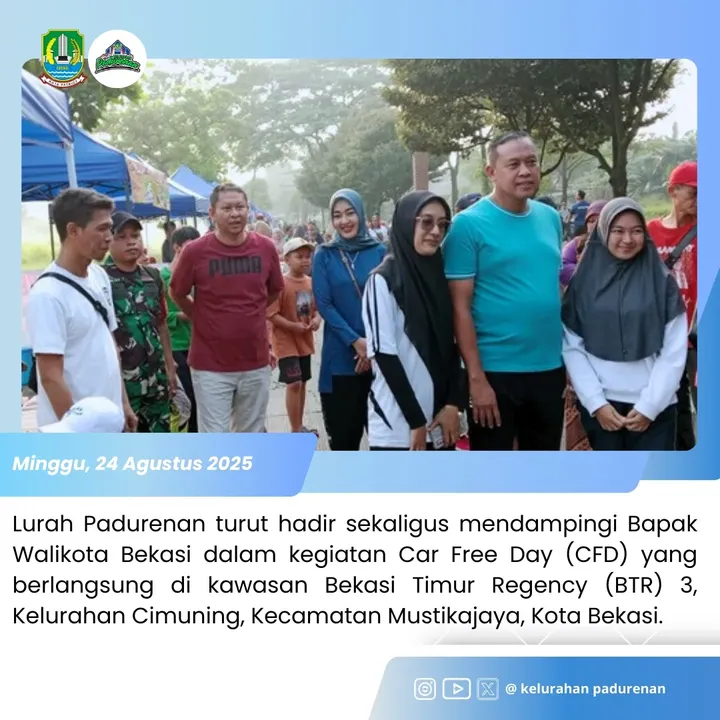 PUMA
Minggu, 24 Agustus 2025
Lurah Padurenan turut hadir sekaligus mendampingi Bapak
Walikota Bekasi dalam kegiatan Car Free Day (CFD) yang
berlangsung di kawasan Bekasi Timur Regency (BTR) 3,
Kelurahan Cimuning, Kecamatan Mustikajaya, Kota Bekasi.
@ kelurahan padurenan